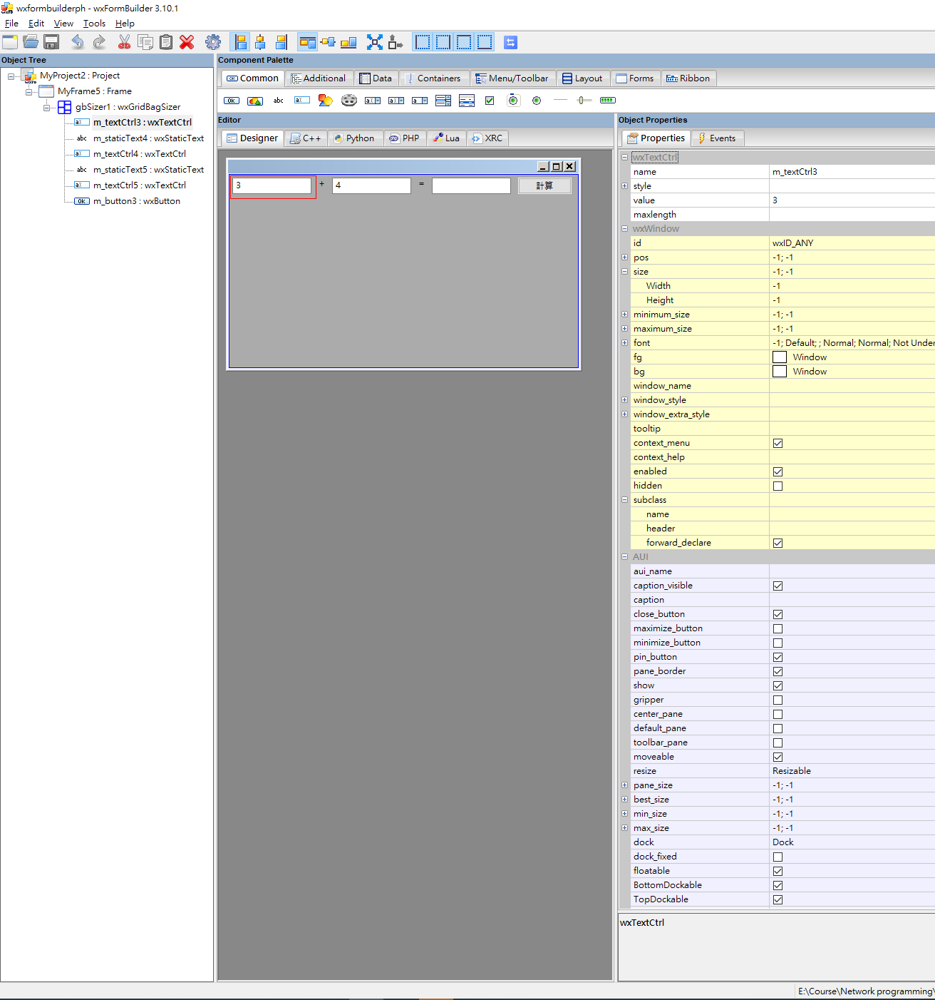 wxformbuilderph - wxFormBuilder 3.10.1
File Edit View Tools Help
Object Tree
MyProject2 : Project
MyFrame5 : Frame
gbSizer1 : wxGridBagSizer
m_textCtrl3 : wxTextCtrl
abc m_staticText4 : wxStaticText
m_textCtrl4 : wxTextCtrl
abc m_staticText5 : wxStaticText
m_textCtrl5 : wxTextCtrl
OK m_button3 : wxButton
Component Palette
Common Additional Data Containers Menu/Toolbar Layout Forms Ribbon
OK abc
Editor
Designer C++ Python PHP Lua XRC
3 + 4 = 計算
Object Properties
Properties Events
wxTextCtrl
name m_textCtrl3
style
value 3
maxlength
wxWindow
id wxID_ANY
pos -1; -1
size -1; -1
Width -1
Height -1
minimum_size -1; -1
maximum_size -1; -1
font -1; Default; ; Normal; Normal; Not Under
fg Window
bg Window
window_name
window_style
window_extra_style
tooltip
context_menu
context_help
enabled
hidden
subclass
name
header
forward_declare
AUI
aui_name
caption_visible
caption
close_button
maximize_button
minimize_button
pin_button
pane_border
show
gripper
center_pane
default_pane
toolbar_pane
moveable
resize Resizable
pane_size -1; -1
best_size -1; -1
min_size -1; -1
max_size -1; -1
dock Dock
dock_fixed
floatable
BottomDockable
TopDockable
wxTextCtrl
E:\Course\Network programming\